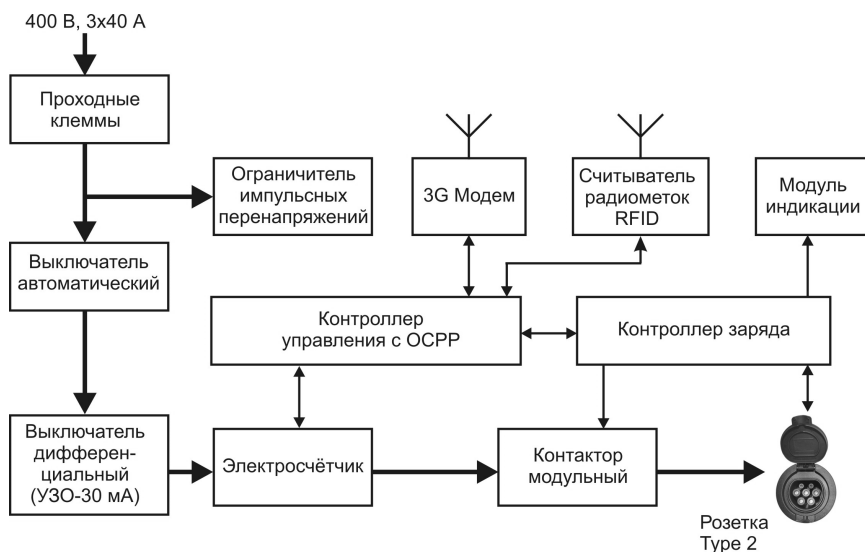 400 В, 3х40 А
Проходные
клеммы
Ограничитель
импульсных
перенапряжений
3G Модем
Считыватель
радиометок
RFID
Модуль
индикации
Выключатель
автоматический
Контроллер
управления с ОСРР
Контроллер заряда
Выключатель
дифферен-
циальный
(УЗО-30 мА)
Электросчётчик
Контактор
модульный
Розетка
Type 2